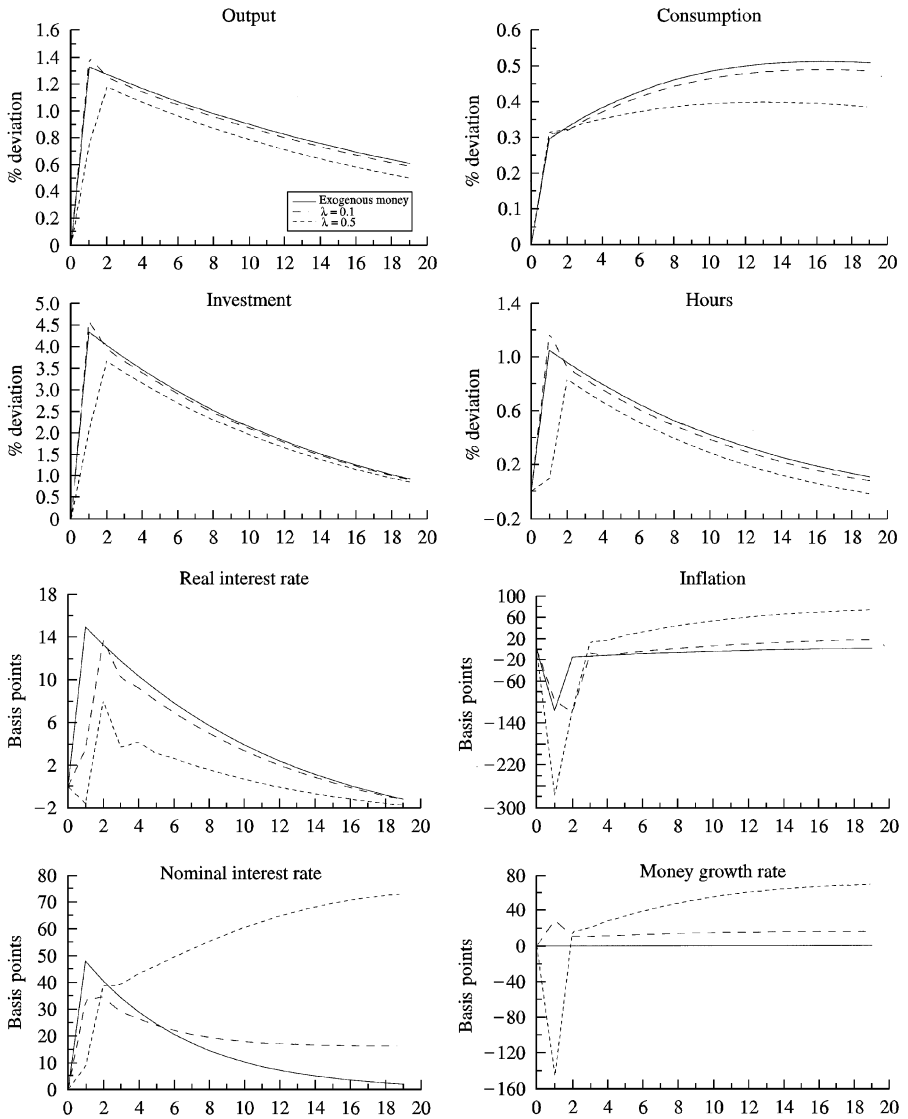 Output
% deviation
1.6
1.4
1.2
1.0
0.8
0.6
0.4
0.2
0
0 2 4 6 8 10 12 14 16 18 20
Exogenous money
λ = 0.1
λ = 0.5
Consumption
% deviation
0.6
0.5
0.4
0.3
0.2
0.1
0
0 2 4 6 8 10 12 14 16 18 20
Investment
% deviation
5.0
4.5
4.0
3.5
3.0
2.5
2.0
1.5
1.0
0.5
0
0 2 4 6 8 10 12 14 16 18 20
Hours
% deviation
1.4
1.0
0.6
0.2
−0.2
0 2 4 6 8 10 12 14 16 18 20
Real interest rate
Basis points
18
14
10
6
2
−2
0 2 4 6 8 10 12 14 16 18 20
Inflation
Basis points
100
60
20
−20
−60
−140
−220
−300
0 2 4 6 8 10 12 14 16 18 20
Nominal interest rate
Basis points
80
70
60
50
40
30
20
10
0
0 2 4 6 8 10 12 14 16 18 20
Money growth rate
Basis points
80
40
0
−40
−80
−160
0 2 4 6 8 10 12 14 16 18 20